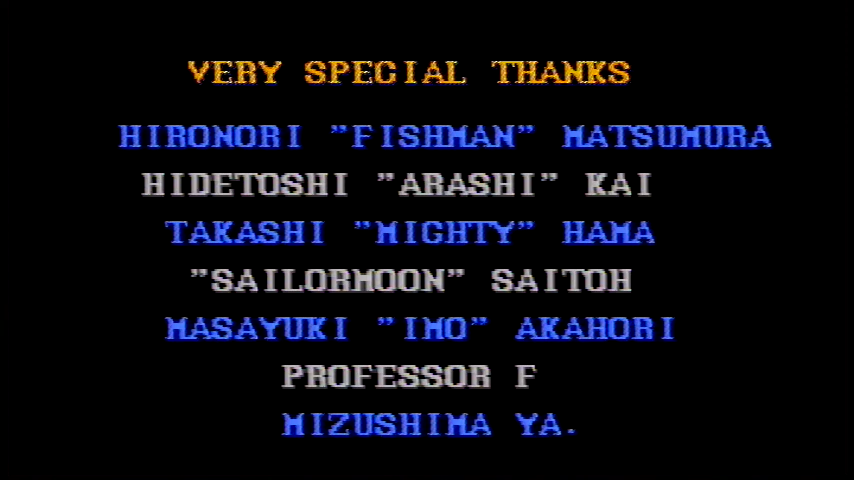 VERY SPECIAL THANKS
HIRONORI "FISHMAN" MATSUMURA
HIDETOSHI "ARASHI" KAI
TAKASHI "MIGHTY" HAMA
"SAILORMOON" SAITOH
MASAYUKI "IMO" AKAHORI
PROFESSOR F
MIZUSHIMA YA.